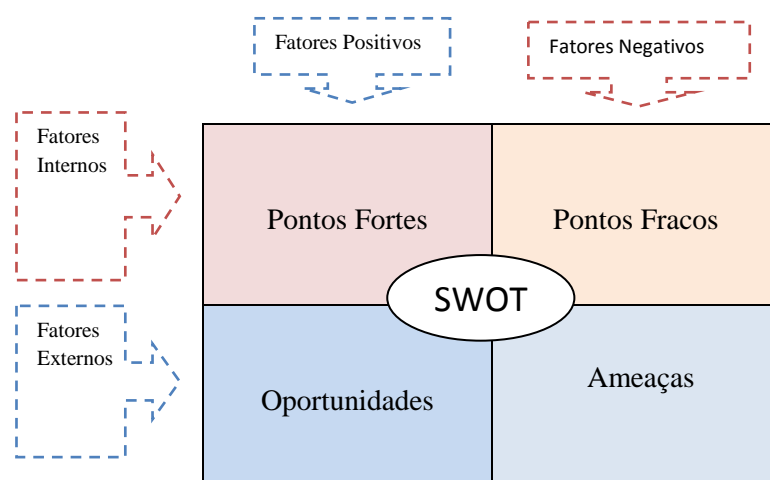 Fatores Positivos
Fatores Negativos
Fatores
Internos
Pontos Fortes
Pontos Fracos
SWOT
Fatores
Externos
Oportunidades
Ameaças